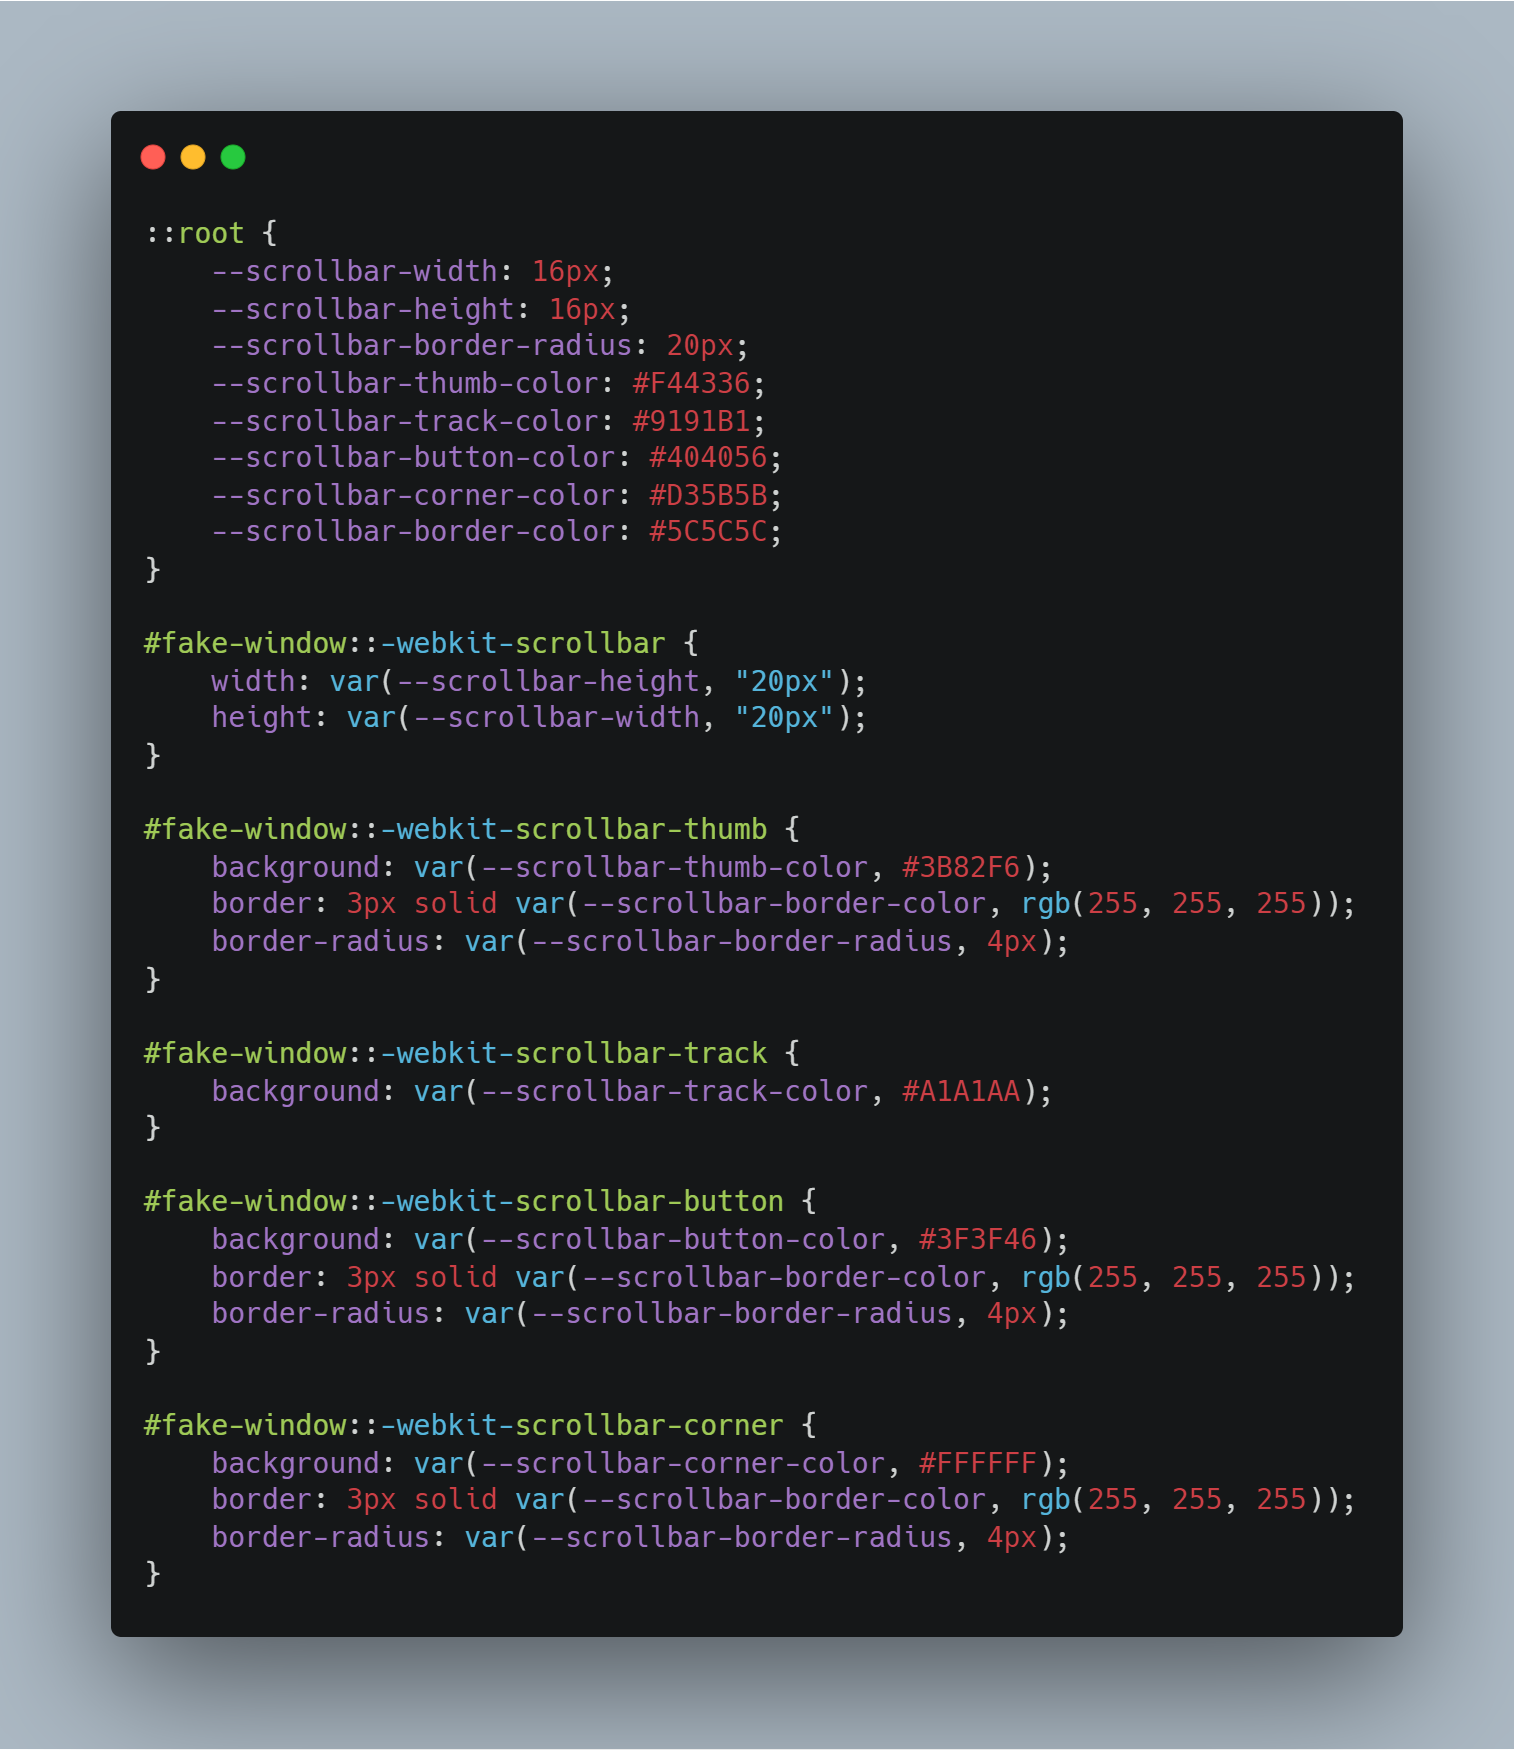 ::root {
    --scrollbar-width: 16px;
    --scrollbar-height: 16px;
    --scrollbar-border-radius: 20px;
    --scrollbar-thumb-color: #F44336;
    --scrollbar-track-color: #9191B1;
    --scrollbar-button-color: #404056;
    --scrollbar-corner-color: #D35B5B;
    --scrollbar-border-color: #5C5C5C;
}

#fake-window::-webkit-scrollbar {
    width: var(--scrollbar-height, "20px");
    height: var(--scrollbar-width, "20px");
}

#fake-window::-webkit-scrollbar-thumb {
    background: var(--scrollbar-thumb-color, #3B82F6);
    border: 3px solid var(--scrollbar-border-color, rgb(255, 255, 255));
    border-radius: var(--scrollbar-border-radius, 4px);
}

#fake-window::-webkit-scrollbar-track {
    background: var(--scrollbar-track-color, #A1A1AA);
}

#fake-window::-webkit-scrollbar-button {
    background: var(--scrollbar-button-color, #3F3F46);
    border: 3px solid var(--scrollbar-border-color, rgb(255, 255, 255));
    border-radius: var(--scrollbar-border-radius, 4px);
}

#fake-window::-webkit-scrollbar-corner {
    background: var(--scrollbar-corner-color, #FFFFFF);
    border: 3px solid var(--scrollbar-border-color, rgb(255, 255, 255));
    border-radius: var(--scrollbar-border-radius, 4px);
}